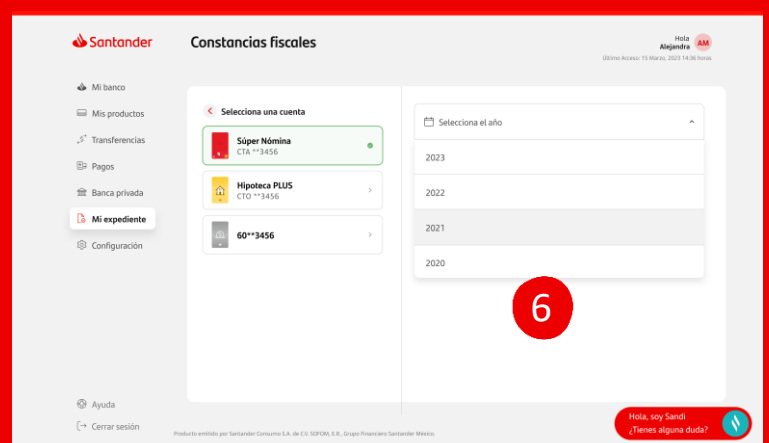 Santander
Constancias fiscales
Hola
Alejandra
AM
Último Acceso: 15 Marzo, 2023 14:36 horas
Mi banco
Mis productos
Transferencias
Pagos
Banca privada
Mi expediente
Configuración
Ayuda
Cerrar sesión
Selecciona una cuenta
Súper Nómina
CTA **3456
Hipoteca PLUS
CTO **3456
60**3456
Selecciona el año
2023
2022
2021
2020
6
Producto emitido por Santander Consumo S.A. de C.V. SOFOM, E.R., Grupo Financiero Santander México.
Hola, soy Sandi
¿Tienes alguna duda?